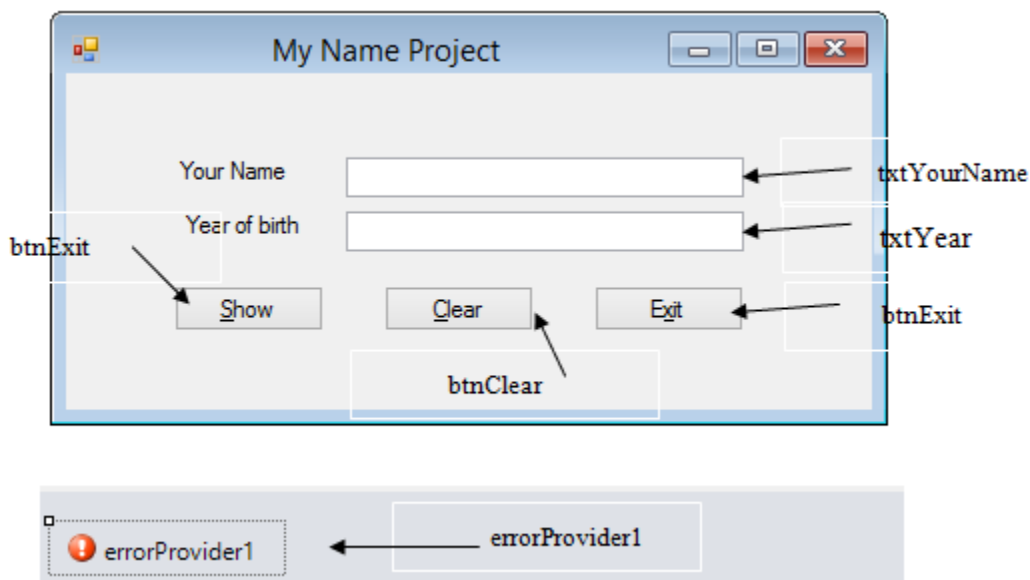 My Name Project
Your Name
txtYourName
Year of birth
txtYear
btnExit
Show
Clear
Exit
btnExit
btnClear
errorProvider1
errorProvider1